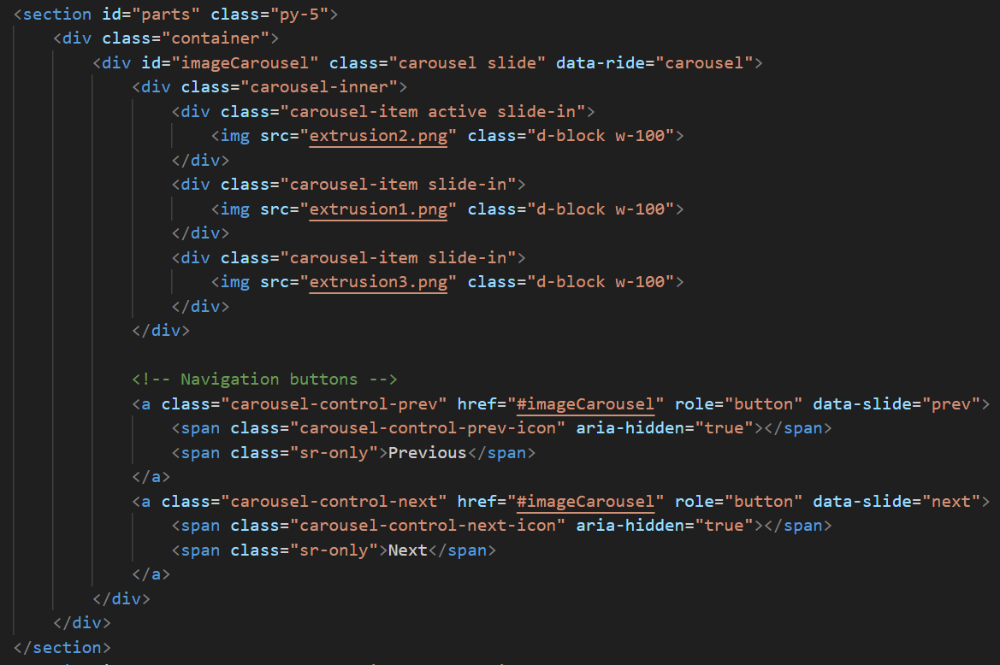 <section id="parts" class="py-5">
    <div class="container">
        <div id="imageCarousel" class="carousel slide" data-ride="carousel">
            <div class="carousel-inner">
                <div class="carousel-item active slide-in">
                    <img src="extrusion2.png" class="d-block w-100">
                </div>
                <div class="carousel-item slide-in">
                    <img src="extrusion1.png" class="d-block w-100">
                </div>
                <div class="carousel-item slide-in">
                    <img src="extrusion3.png" class="d-block w-100">
                </div>
            </div>

            <!-- Navigation buttons -->
            <a class="carousel-control-prev" href="#imageCarousel" role="button" data-slide="prev">
                <span class="carousel-control-prev-icon" aria-hidden="true"></span>
                <span class="sr-only">Previous</span>
            </a>
            <a class="carousel-control-next" href="#imageCarousel" role="button" data-slide="next">
                <span class="carousel-control-next-icon" aria-hidden="true"></span>
                <span class="sr-only">Next</span>
            </a>
        </div>
    </div>
</section>